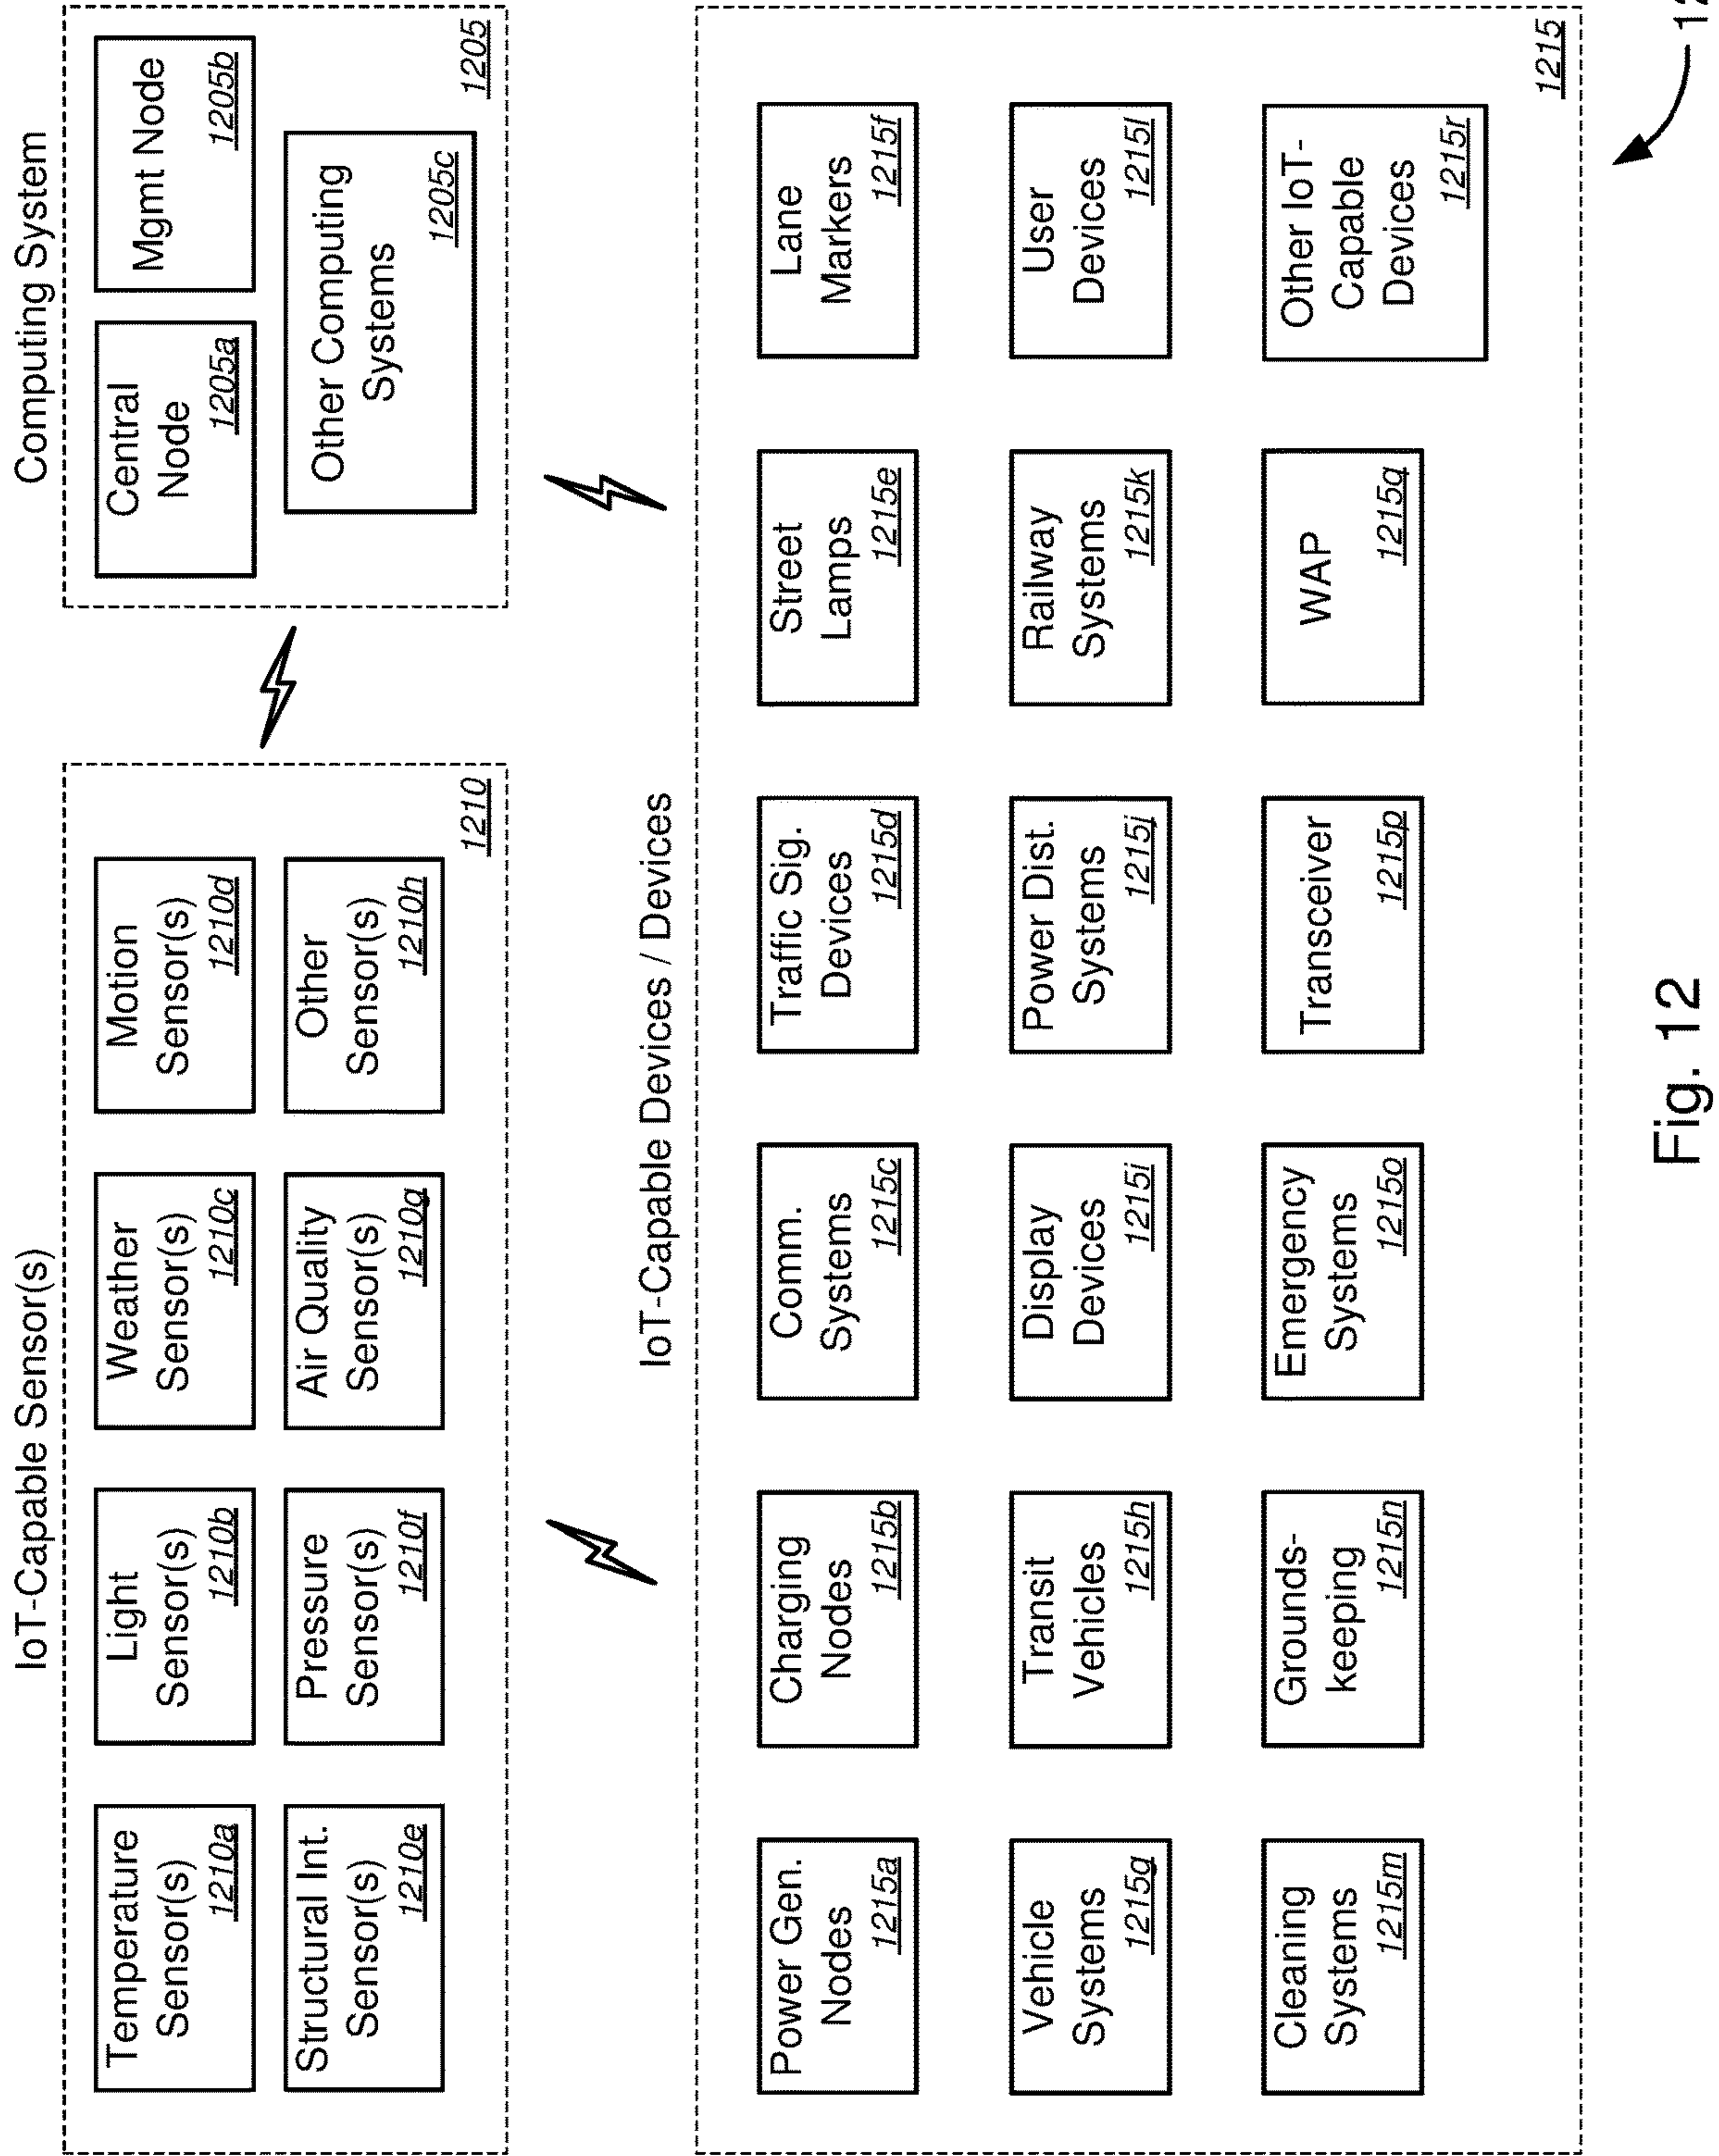 IoT-Capable Sensor(s)
Temperature
Sensor(s)
1210a
Light
Sensor(s)
1210b
Weather
Sensor(s)
1210c
Motion
Sensor(s)
1210d
Structural Int.
Sensor(s)
1210e
Pressure
Sensor(s)
1210f
Air Quality
Sensor(s)
1210g
Other
Sensor(s)
1210h
1210
Computing System
Central
Node
1205a
Mgmt Node
1205b
Other Computing
Systems
1205c
1205
IoT-Capable Devices / Devices
Power Gen.
Nodes
1215a
Charging
Nodes
1215b
Comm.
Systems
1215c
Traffic Sig.
Devices
1215d
Street
Lamps
1215e
Lane
Markers
1215f
Vehicle
Systems
1215g
Transit
Vehicles
1215h
Display
Devices
1215i
Power Dist.
Systems
1215j
Railway
Systems
1215k
User
Devices
1215l
Cleaning
Systems
1215m
Grounds-
keeping
1215n
Emergency
Systems
1215o
Transceiver
1215p
WAP
1215q
Other IoT-
Capable
Devices
1215r
1215
Fig. 12